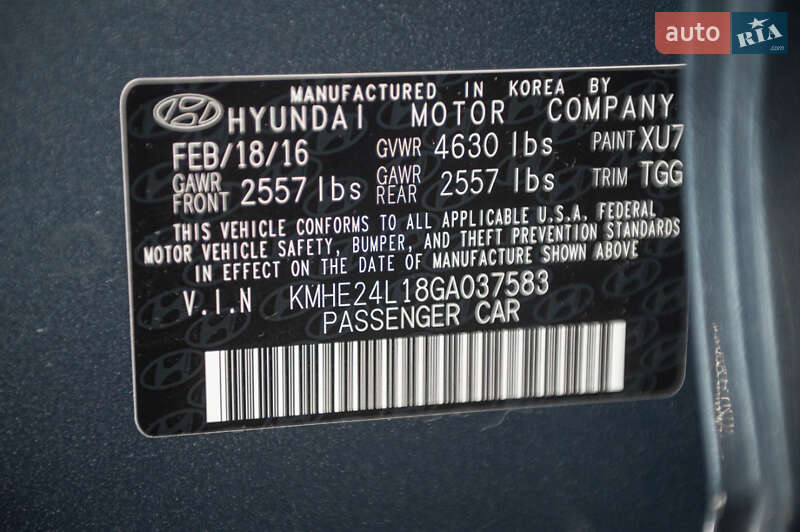 auto RIA .com
MANUFACTURED IN KOREA BY
HYUNDAI MOTOR COMPANY
FEB/18/16 GVWR 4630 lbs PAINT XU7
GAWR FRONT 2557 lbs GAWR REAR 2557 lbs TRIM TGG
THIS VEHICLE CONFORMS TO ALL APPLICABLE U.S.A. FEDERAL
MOTOR VEHICLE SAFETY, BUMPER, AND THEFT PREVENTION STANDARDS
IN EFFECT ON THE DATE OF MANUFACTURE SHOWN ABOVE
V.I.N KMHE24L18GA037583
PASSENGER CAR